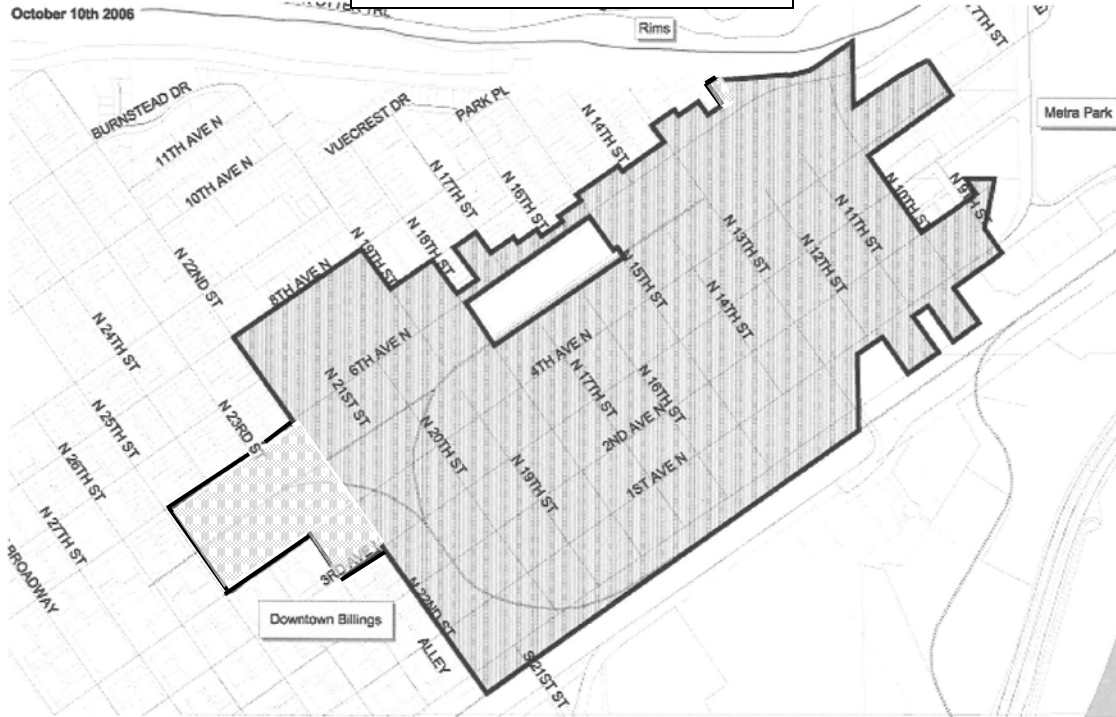 October 10th 2006
Rims
7TH ST
Metra Park
BURNSTEAD DR
11TH AVE N
10TH AVE N
VUECREST DR
PARK PL
N 14TH ST
N 17TH ST
N 16TH ST
N 18TH ST
N 19TH ST
N 9TH ST
N 10TH ST
N 11TH ST
N 12TH ST
N 13TH ST
N 22ND ST
8TH AVE N
N 15TH ST
N 14TH ST
N 24TH ST
6TH AVE N
4TH AVE N
N 21ST ST
N 17TH ST
N 16TH ST
N 25TH ST
N 23RD S
N 20TH ST
2ND AVE N
N 26TH ST
N 19TH ST
1ST AVE N
N 27TH ST
BROADWAY
3RD AVE N
N 22ND ST
Downtown Billings
ALLEY
S 21ST ST